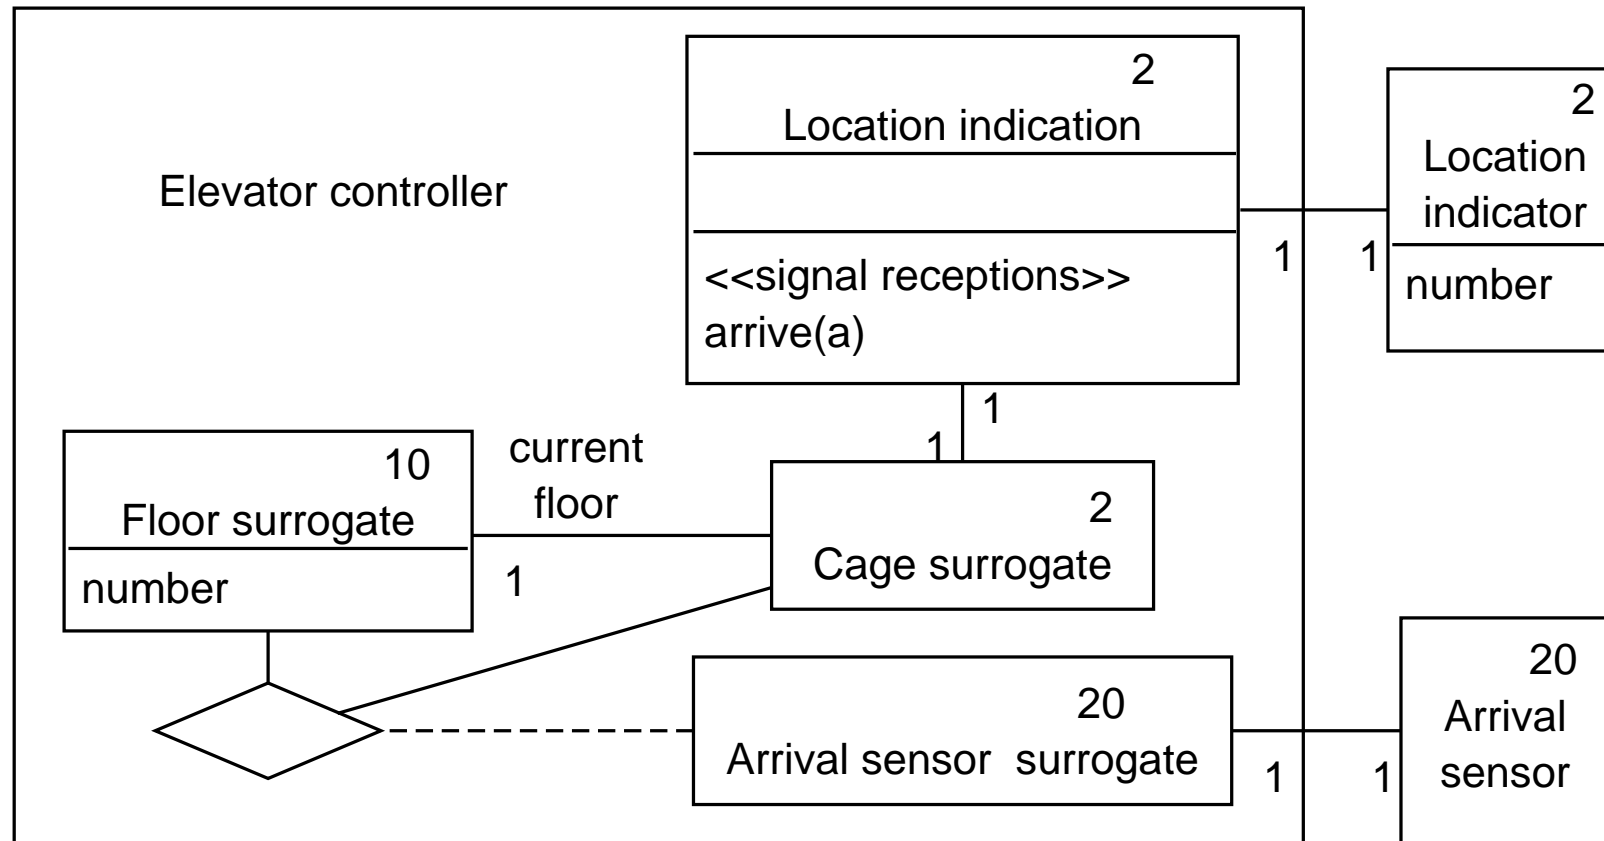 Elevator controller
2
Location indication
<<signal receptions>>
arrive(a)
1
1
2
Location
indicator
number
1
1
10
Floor surrogate
number
current
floor
1
2
Cage surrogate
20
Arrival sensor surrogate
1
1
20
Arrival
sensor